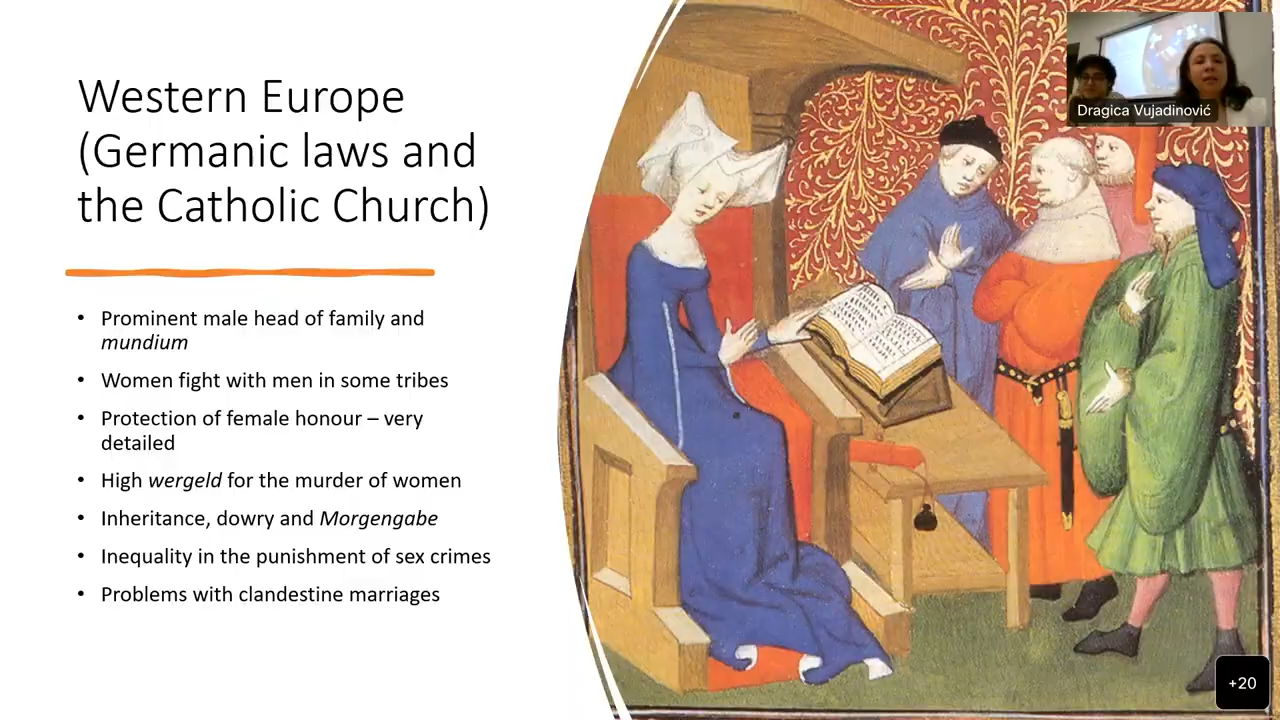 Western Europe
(Germanic laws and
the Catholic Church)
• Prominent male head of family and
mundium
• Women fight with men in some tribes
• Protection of female honour – very
detailed
• High wergeld for the murder of women
• Inheritance, dowry and Morgengabe
• Inequality in the punishment of sex crimes
• Problems with clandestine marriages
Dragica Vujadinović
+20